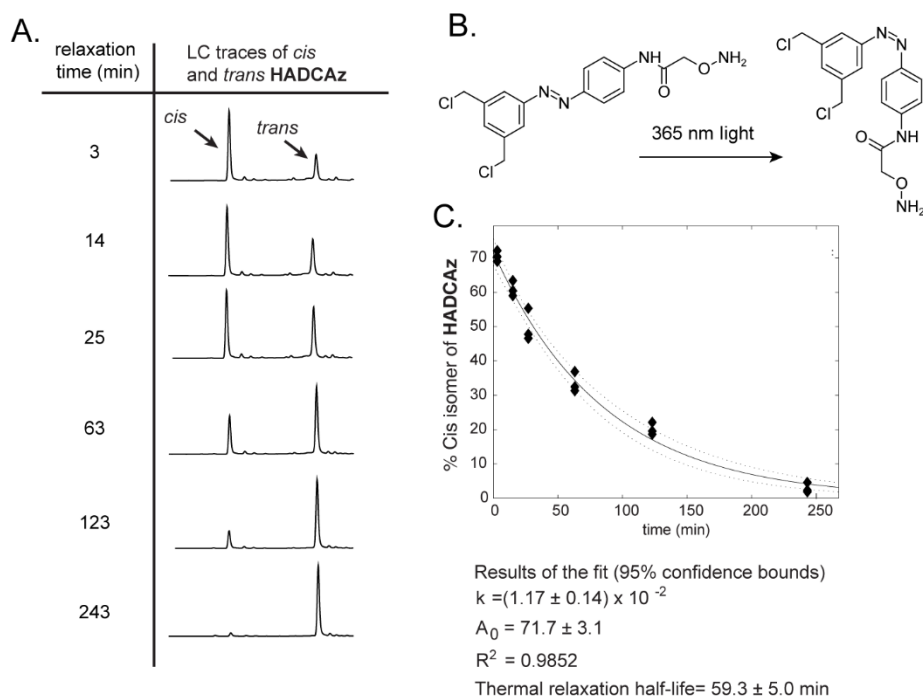 A.
relaxation
time (min)
LC traces of cis
and trans HADCAz
cis
trans
3
14
25
63
123
243
B.
Cl
Cl
N
N
NH
O
O
NH2
365 nm light
Cl
Cl
N
N
NH
O
O
NH2
C.
% Cis isomer of HADCAz
70
60
50
40
30
20
10
0
0
50
100
150
200
250
time (min)
Results of the fit (95% confidence bounds)
k =(1.17 ± 0.14) x 10 -2
A0 = 71.7 ± 3.1
R2 = 0.9852
Thermal relaxation half-life= 59.3 ± 5.0 min